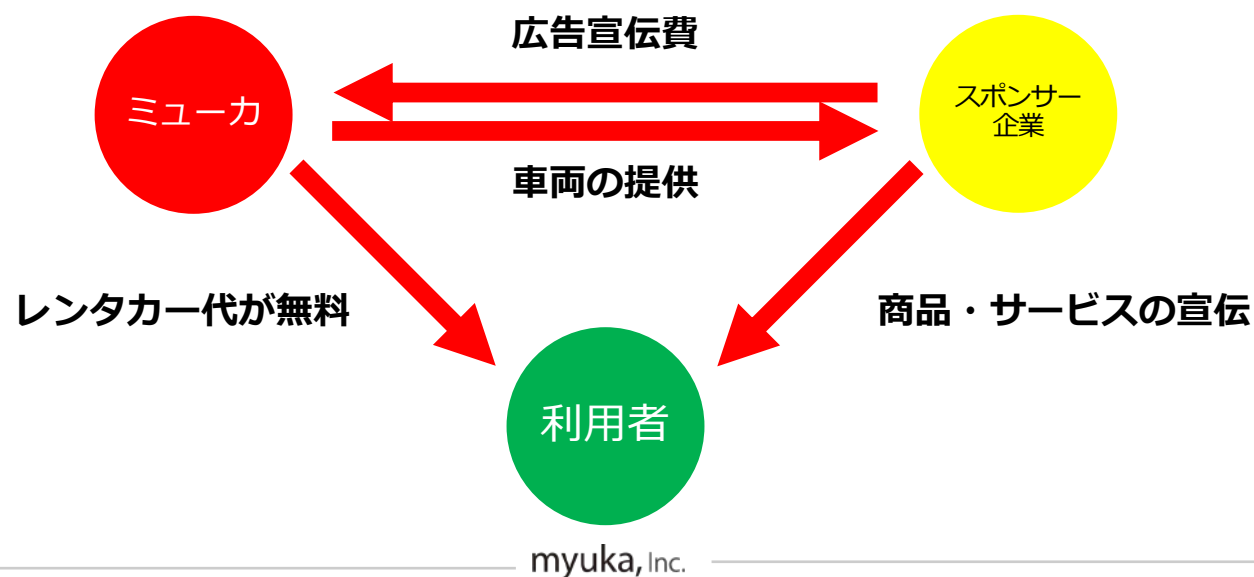 広告宣伝費
ミューカ
スポンサー
企業
車両の提供
レンタカー代が無料
商品・サービスの宣伝
利用者
myuka, Inc.